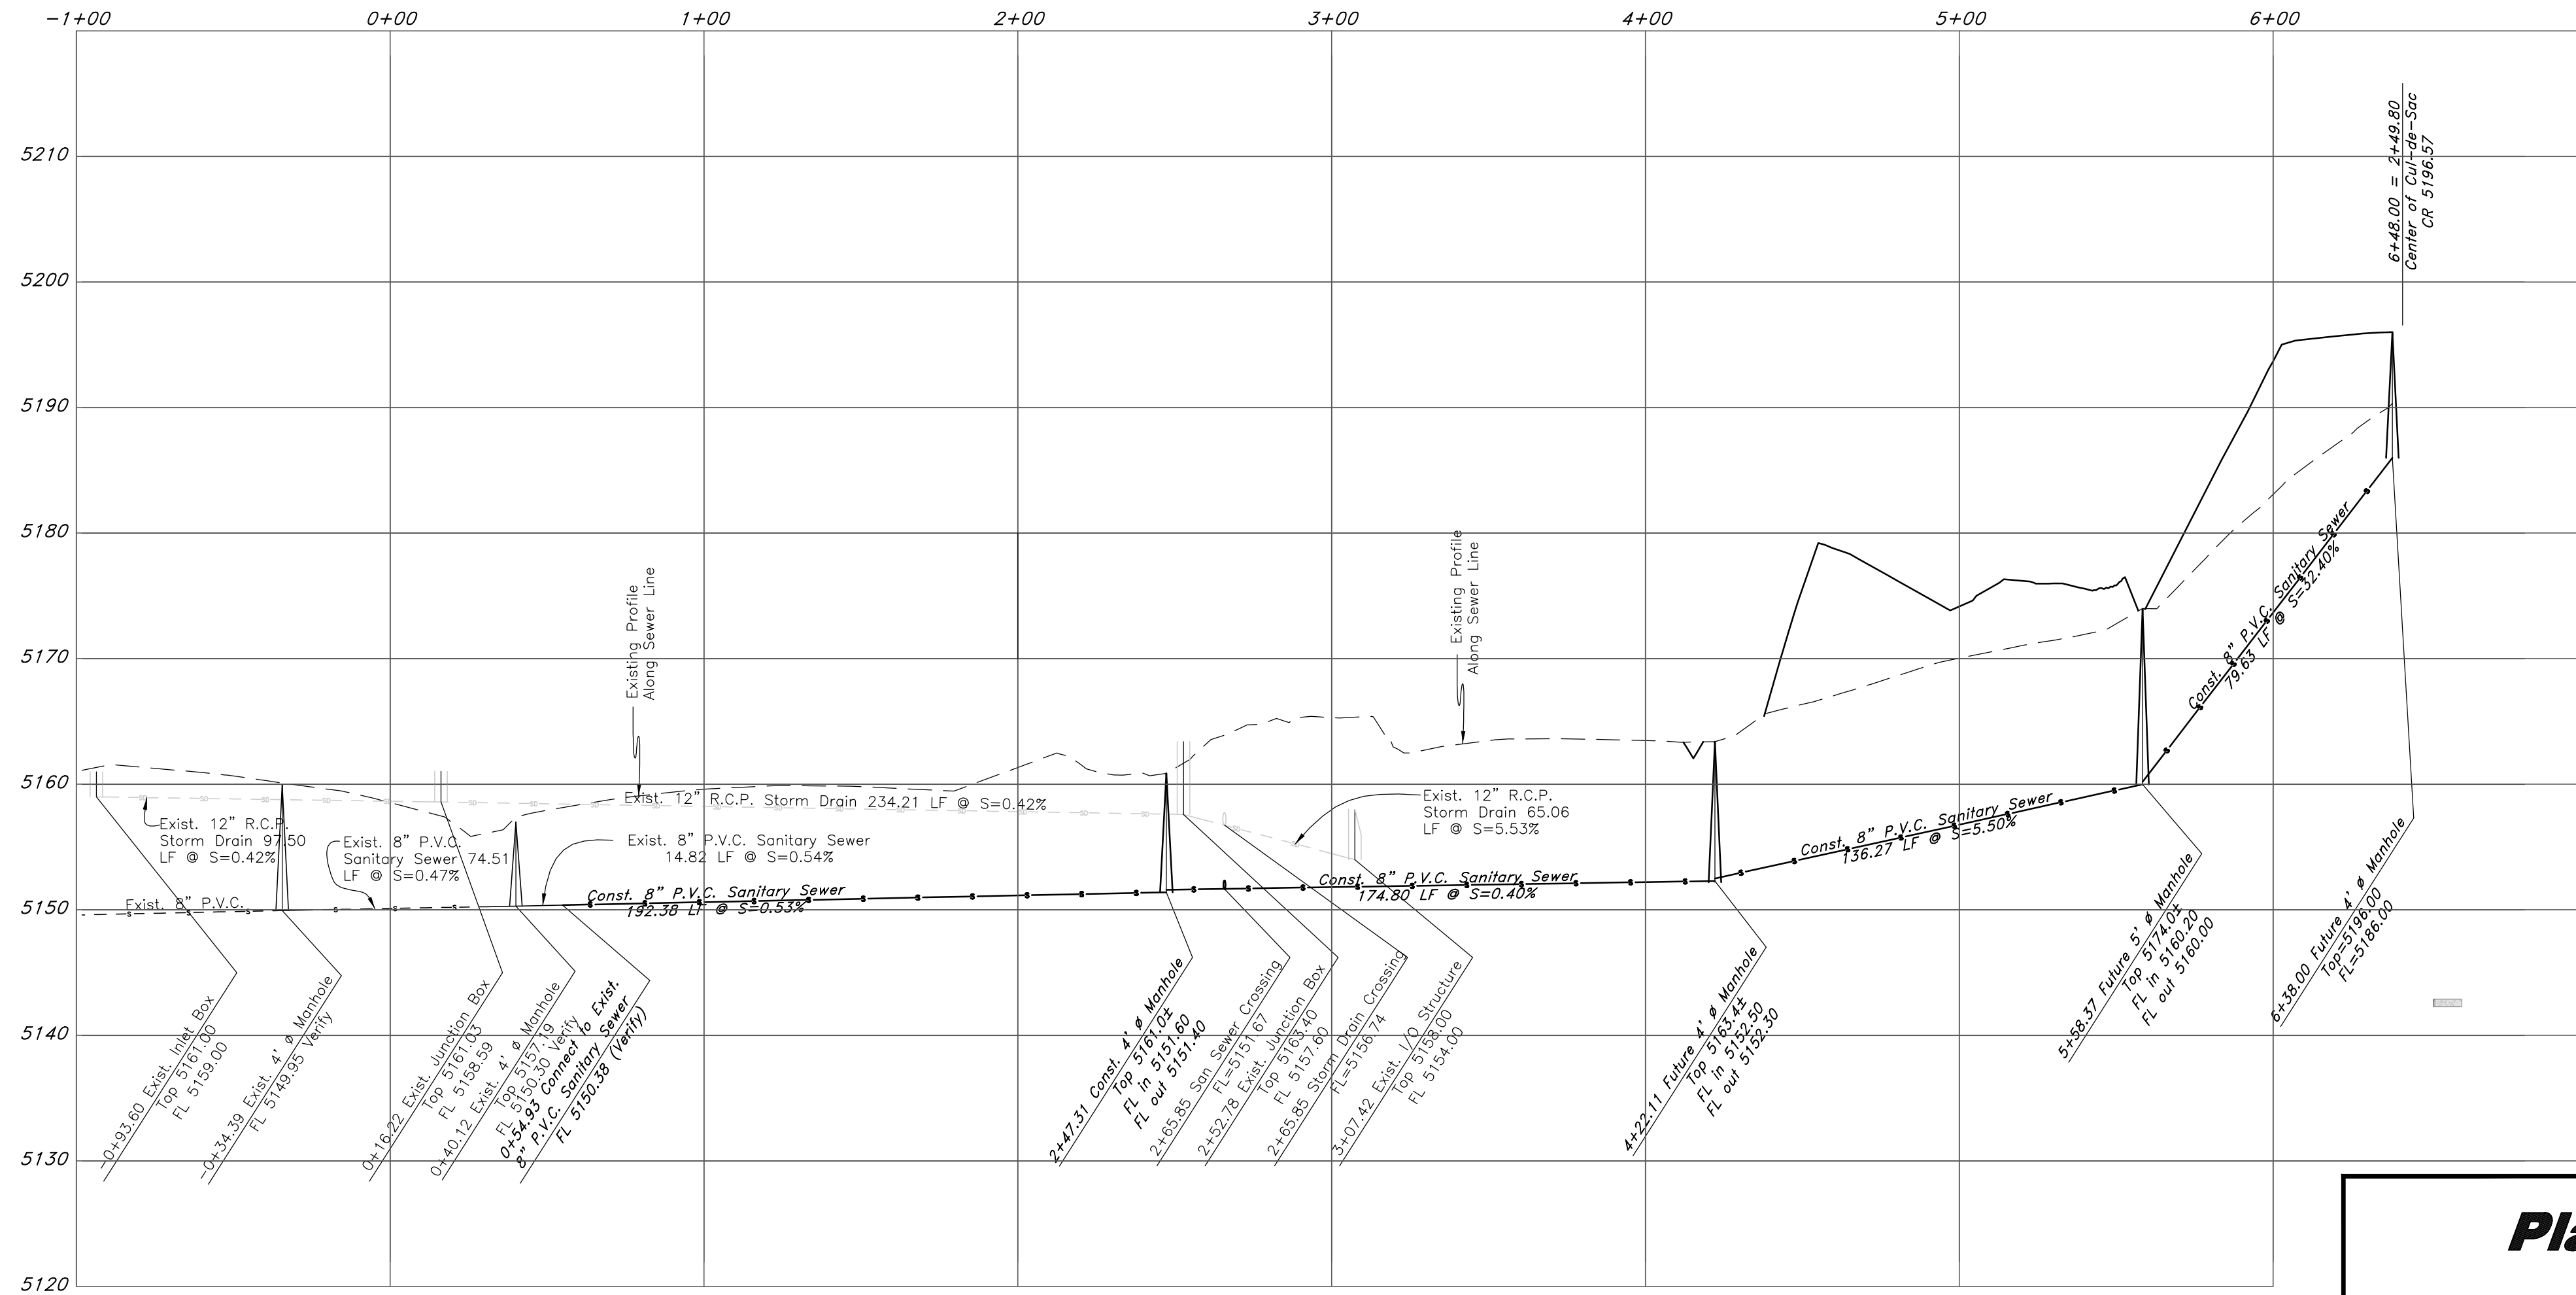 -1+00 0+00 1+00 2+00 3+00 4+00 5+00 6+00
5210
5200
5190
5180
5170
5160
5150
5140
5130
5120
6+48.00 = 2+49.80
Center of Cul-de-Sac
CR 5196.57
Existing Profile
Along Sewer Line
Existing Profile
Along Sewer Line
Exist. 12" R.C.P.
Storm Drain 97.50
LF @ S=0.42%
Exist. 8" P.V.C.
Sanitary Sewer 74.51
LF @ S=0.47%
Exist. 8" P.V.C.
Exist. 12" R.C.P. Storm Drain 234.21 LF @ S=0.42%
Exist. 8" P.V.C. Sanitary Sewer
14.82 LF @ S=0.54%
Const. 8" P.V.C. Sanitary Sewer
192.38 LF @ S=0.53%
Exist. 12" R.C.P.
Storm Drain 65.06
LF @ S=5.53%
Const. 8" P.V.C. Sanitary Sewer
174.80 LF @ S=0.40%
Const. 8" P.V.C. Sanitary Sewer
136.27 LF @ S=5.50%
Const. 8" P.V.C. Sanitary Sewer
79.63 LF @ S=32.40%
-0+93.60 Exist. Inlet Box
Top 5161.00
FL 5159.00
-0+34.39 Exist. 4' ø Manhole
FL 5149.95 Verify
0+16.22 Exist. Junction Box
Top 5161.03
FL 5158.59
0+40.12 Exist. 4' ø Manhole
Top 5157.19
FL 5150.30 Verify
0+54.93 Connect to Exist.
8" P.V.C. Sanitary Sewer
FL 5150.38 (Verify)
2+47.31 Const. 4' ø Manhole
Top 5161.0±
FL in 5151.60
FL out 5151.40
2+65.85 San Sewer Crossing
FL=5151.67
2+52.78 Exist. Junction Box
Top 5163.40
FL 5157.60
2+65.85 Storm Drain Crossing
FL=5156.74
3+07.42 Exist. I/O Structure
Top 5158.00
FL 5154.00
4+22.11 Future 4' ø Manhole
Top 5163.4±
FL in 5152.50
FL out 5152.30
5+58.37 Future 5' ø Manhole
Top 5174.0±
FL in 5160.20
FL out 5160.00
6+38.00 Future 4' ø Manhole
Top=5196.00
FL=5186.00
Pla